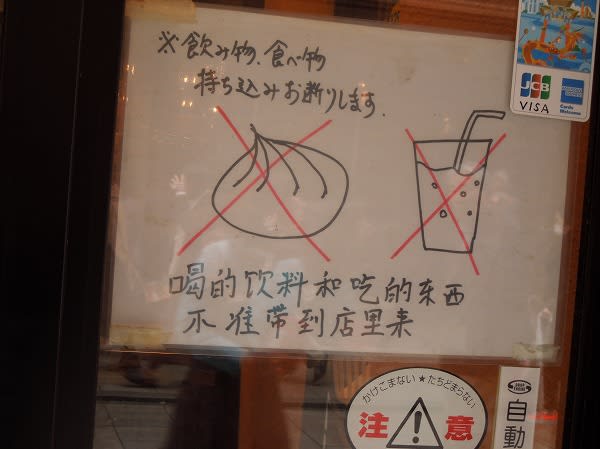 ※飲み物、食べ物
持ち込みお断りします.
喝的饮料和吃的东西
不准带到店里来
JCB
VISA
かけこまない★たちどまらない
注 意
自動